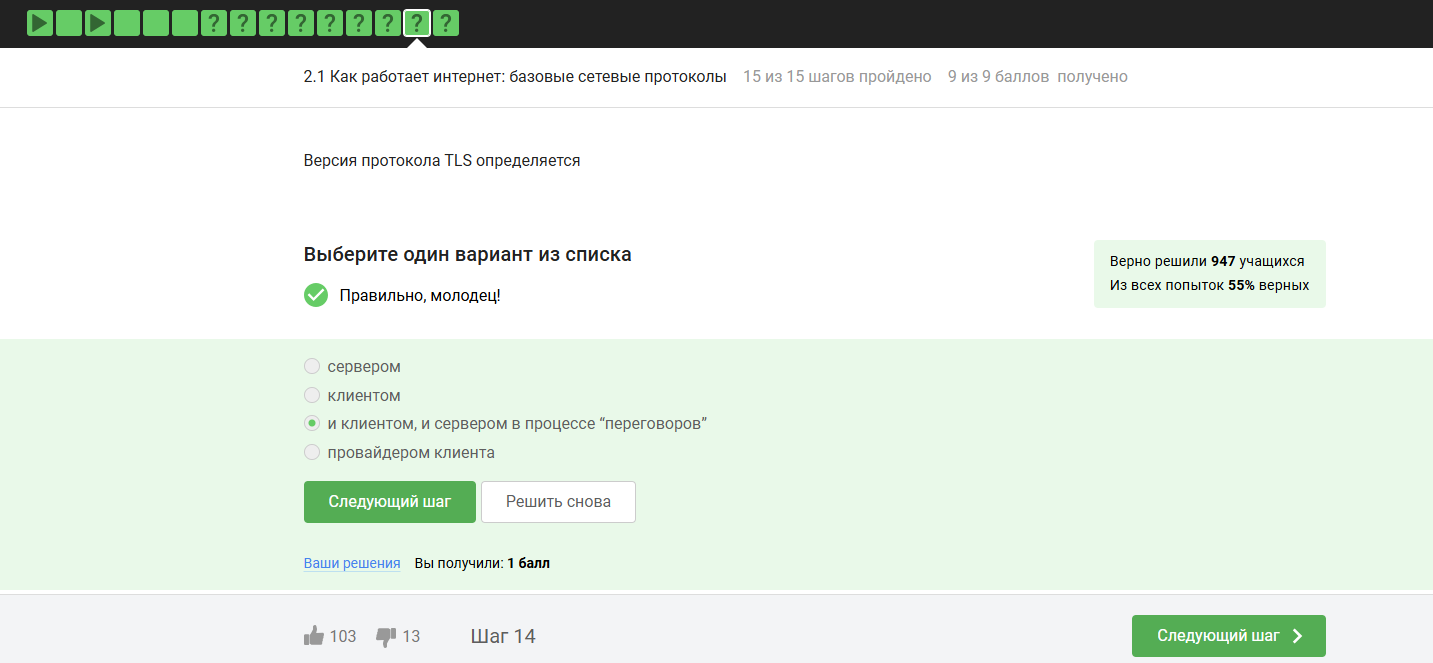 ? ? ? ? ? ? ? ? ?
2.1 Как работает интернет: базовые сетевые протоколы 15 из 15 шагов пройдено 9 из 9 баллов получено
Версия протокола TLS определяется
Выберите один вариант из списка
Правильно, молодец!
Верно решили 947 учащихся
Из всех попыток 55% верных
сервером
клиентом
и клиентом, и сервером в процессе “переговоров”
провайдером клиента
Следующий шаг Решить снова
Ваши решения Вы получили: 1 балл
103 13 Шаг 14 Следующий шаг